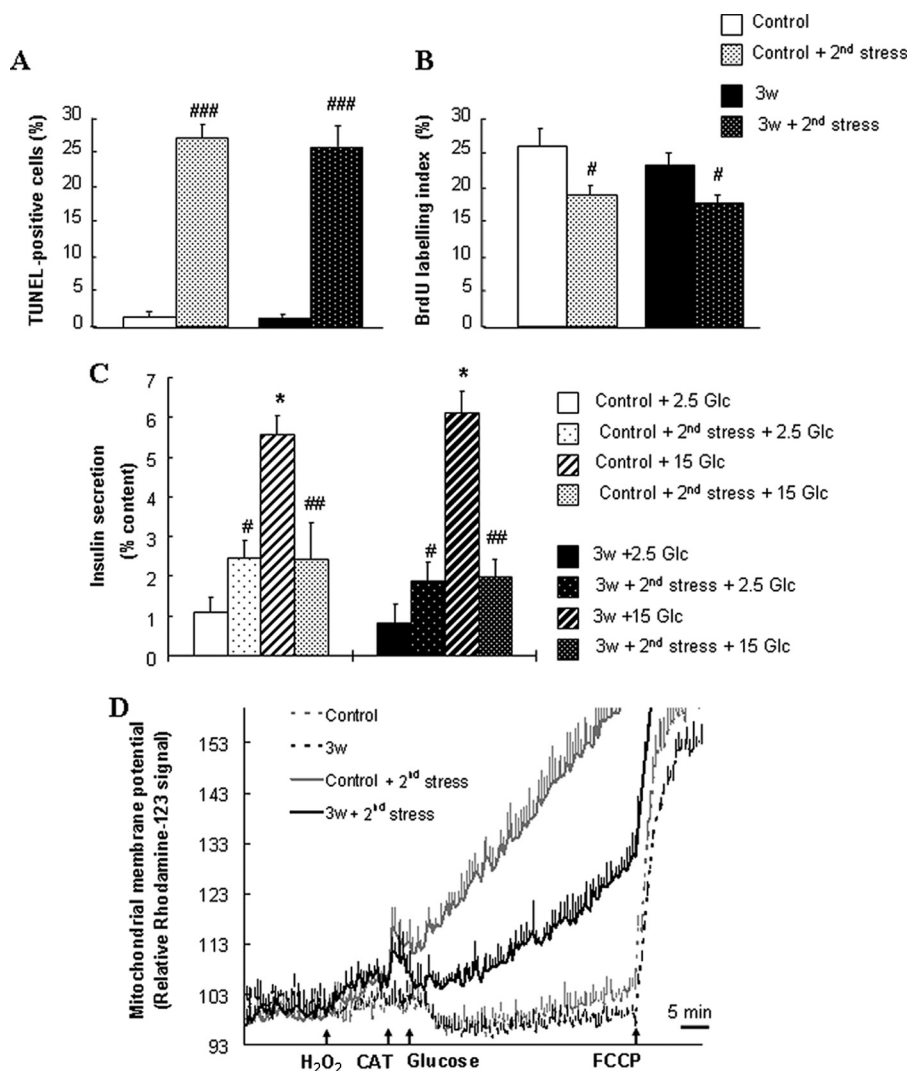 Control
Control + 2nd stress
3w
3w + 2nd stress
A
TUNEL-positive cells (%)
30
25
20
15
10
5
0
###
###
B
BrdU labelling index (%)
30
25
20
15
10
5
0
#
#
C
Insulin secretion
(% content)
7
6
5
4
3
2
1
0
#
*
##
#
*
##
Control + 2.5 Glc
Control + 2nd stress + 2.5 Glc
Control + 15 Glc
Control + 2nd stress + 15 Glc
3w +2.5 Glc
3w + 2nd stress + 2.5 Glc
3w +15 Glc
3w + 2nd stress + 15 Glc
D
Mitochondrial membrane potential
(Relative Rhodamine-123 signal)
153
143
133
123
113
103
93
Control
3w
Control + 2nd stress
3w + 2nd stress
5 min
H2O2 CAT Glucose FCCP